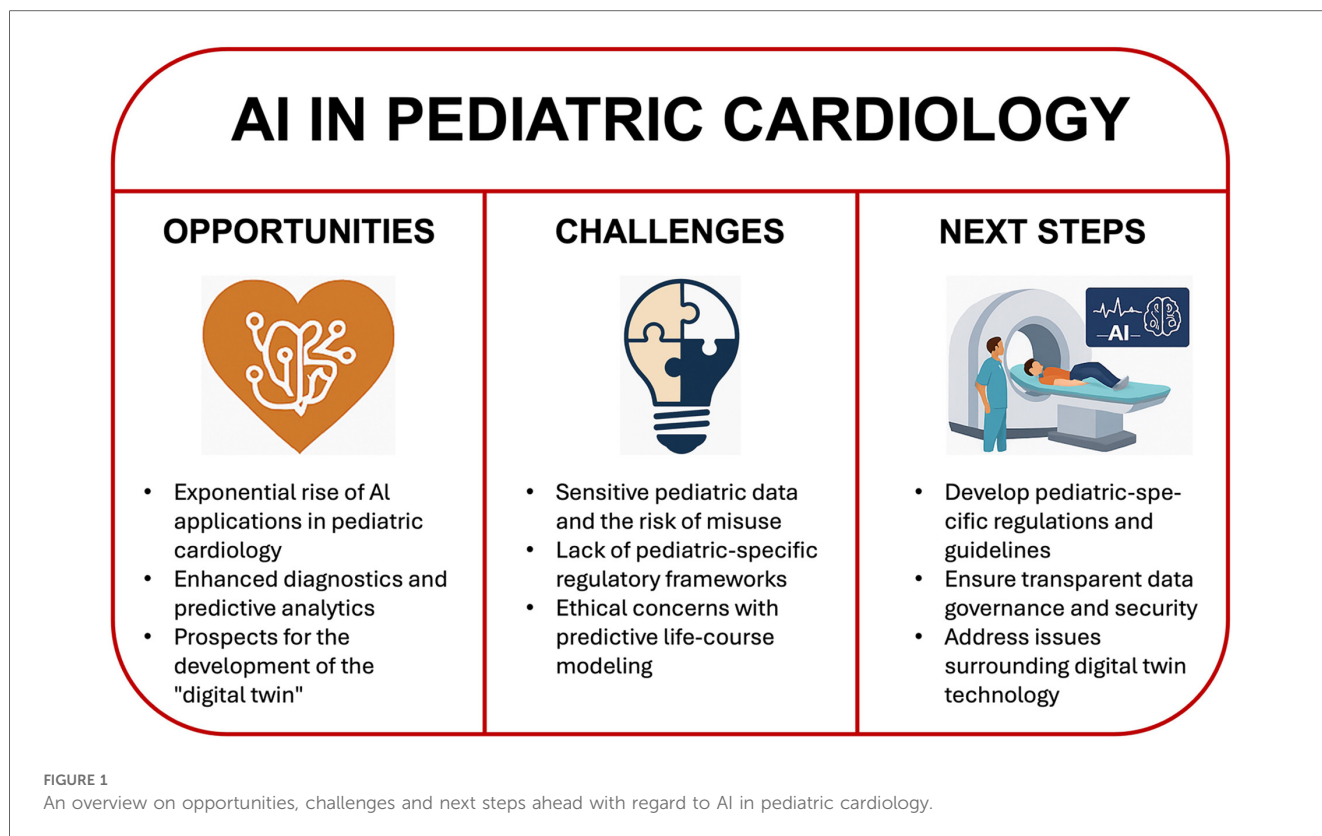 AI IN PEDIATRIC CARDIOLOGY
OPPORTUNITIES
• Exponential rise of AI
applications in pediatric
cardiology
• Enhanced diagnostics and
predictive analytics
• Prospects for the
development of the
"digital twin"
CHALLENGES
• Sensitive pediatric data
and the risk of misuse
• Lack of pediatric-specific
regulatory frameworks
• Ethical concerns with
predictive life-course
modeling
NEXT STEPS
AI
• Develop pediatric-spe-
cific regulations and
guidelines
• Ensure transparent data
governance and security
• Address issues
surrounding digital twin
technology
FIGURE 1
An overview on opportunities, challenges and next steps ahead with regard to AI in pediatric cardiology.